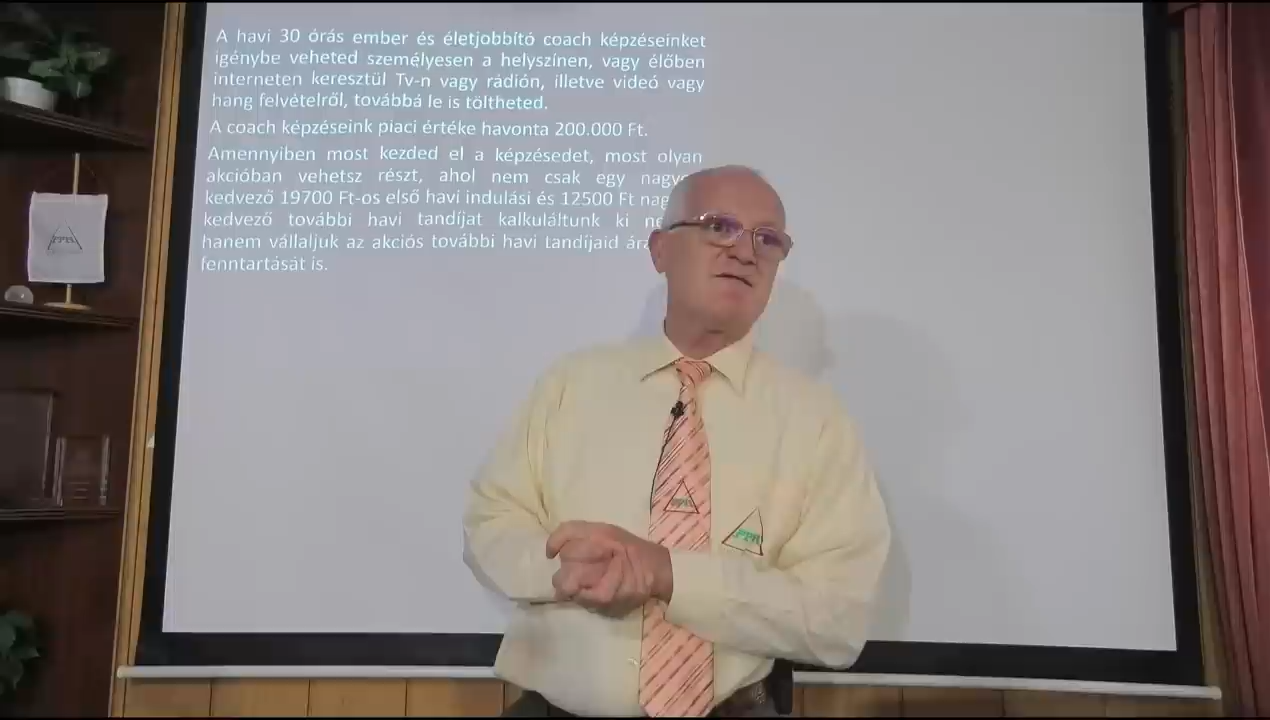 A havi 30 órás ember és életjobbító coach képzéseinket
igénybe veheted személyesen a helyszínen, vagy élőben
interneten keresztül Tv-n vagy rádión, illetve videó vagy
hang felvételről, továbbá le is töltheted.
A coach képzéseink piaci értéke havonta 200.000 Ft.
Amennyiben most kezded el a képzésedet, most olyan
akcióban vehetsz részt, ahol nem csak egy
kedvező 19700 Ft-os első havi indulási és 12500 Ft
kedvező további havi tandíjat kalkuláltunk ki
hanem vállaljuk az akciós további havi tandíjaid
fenntartását is.
PPH
PPH